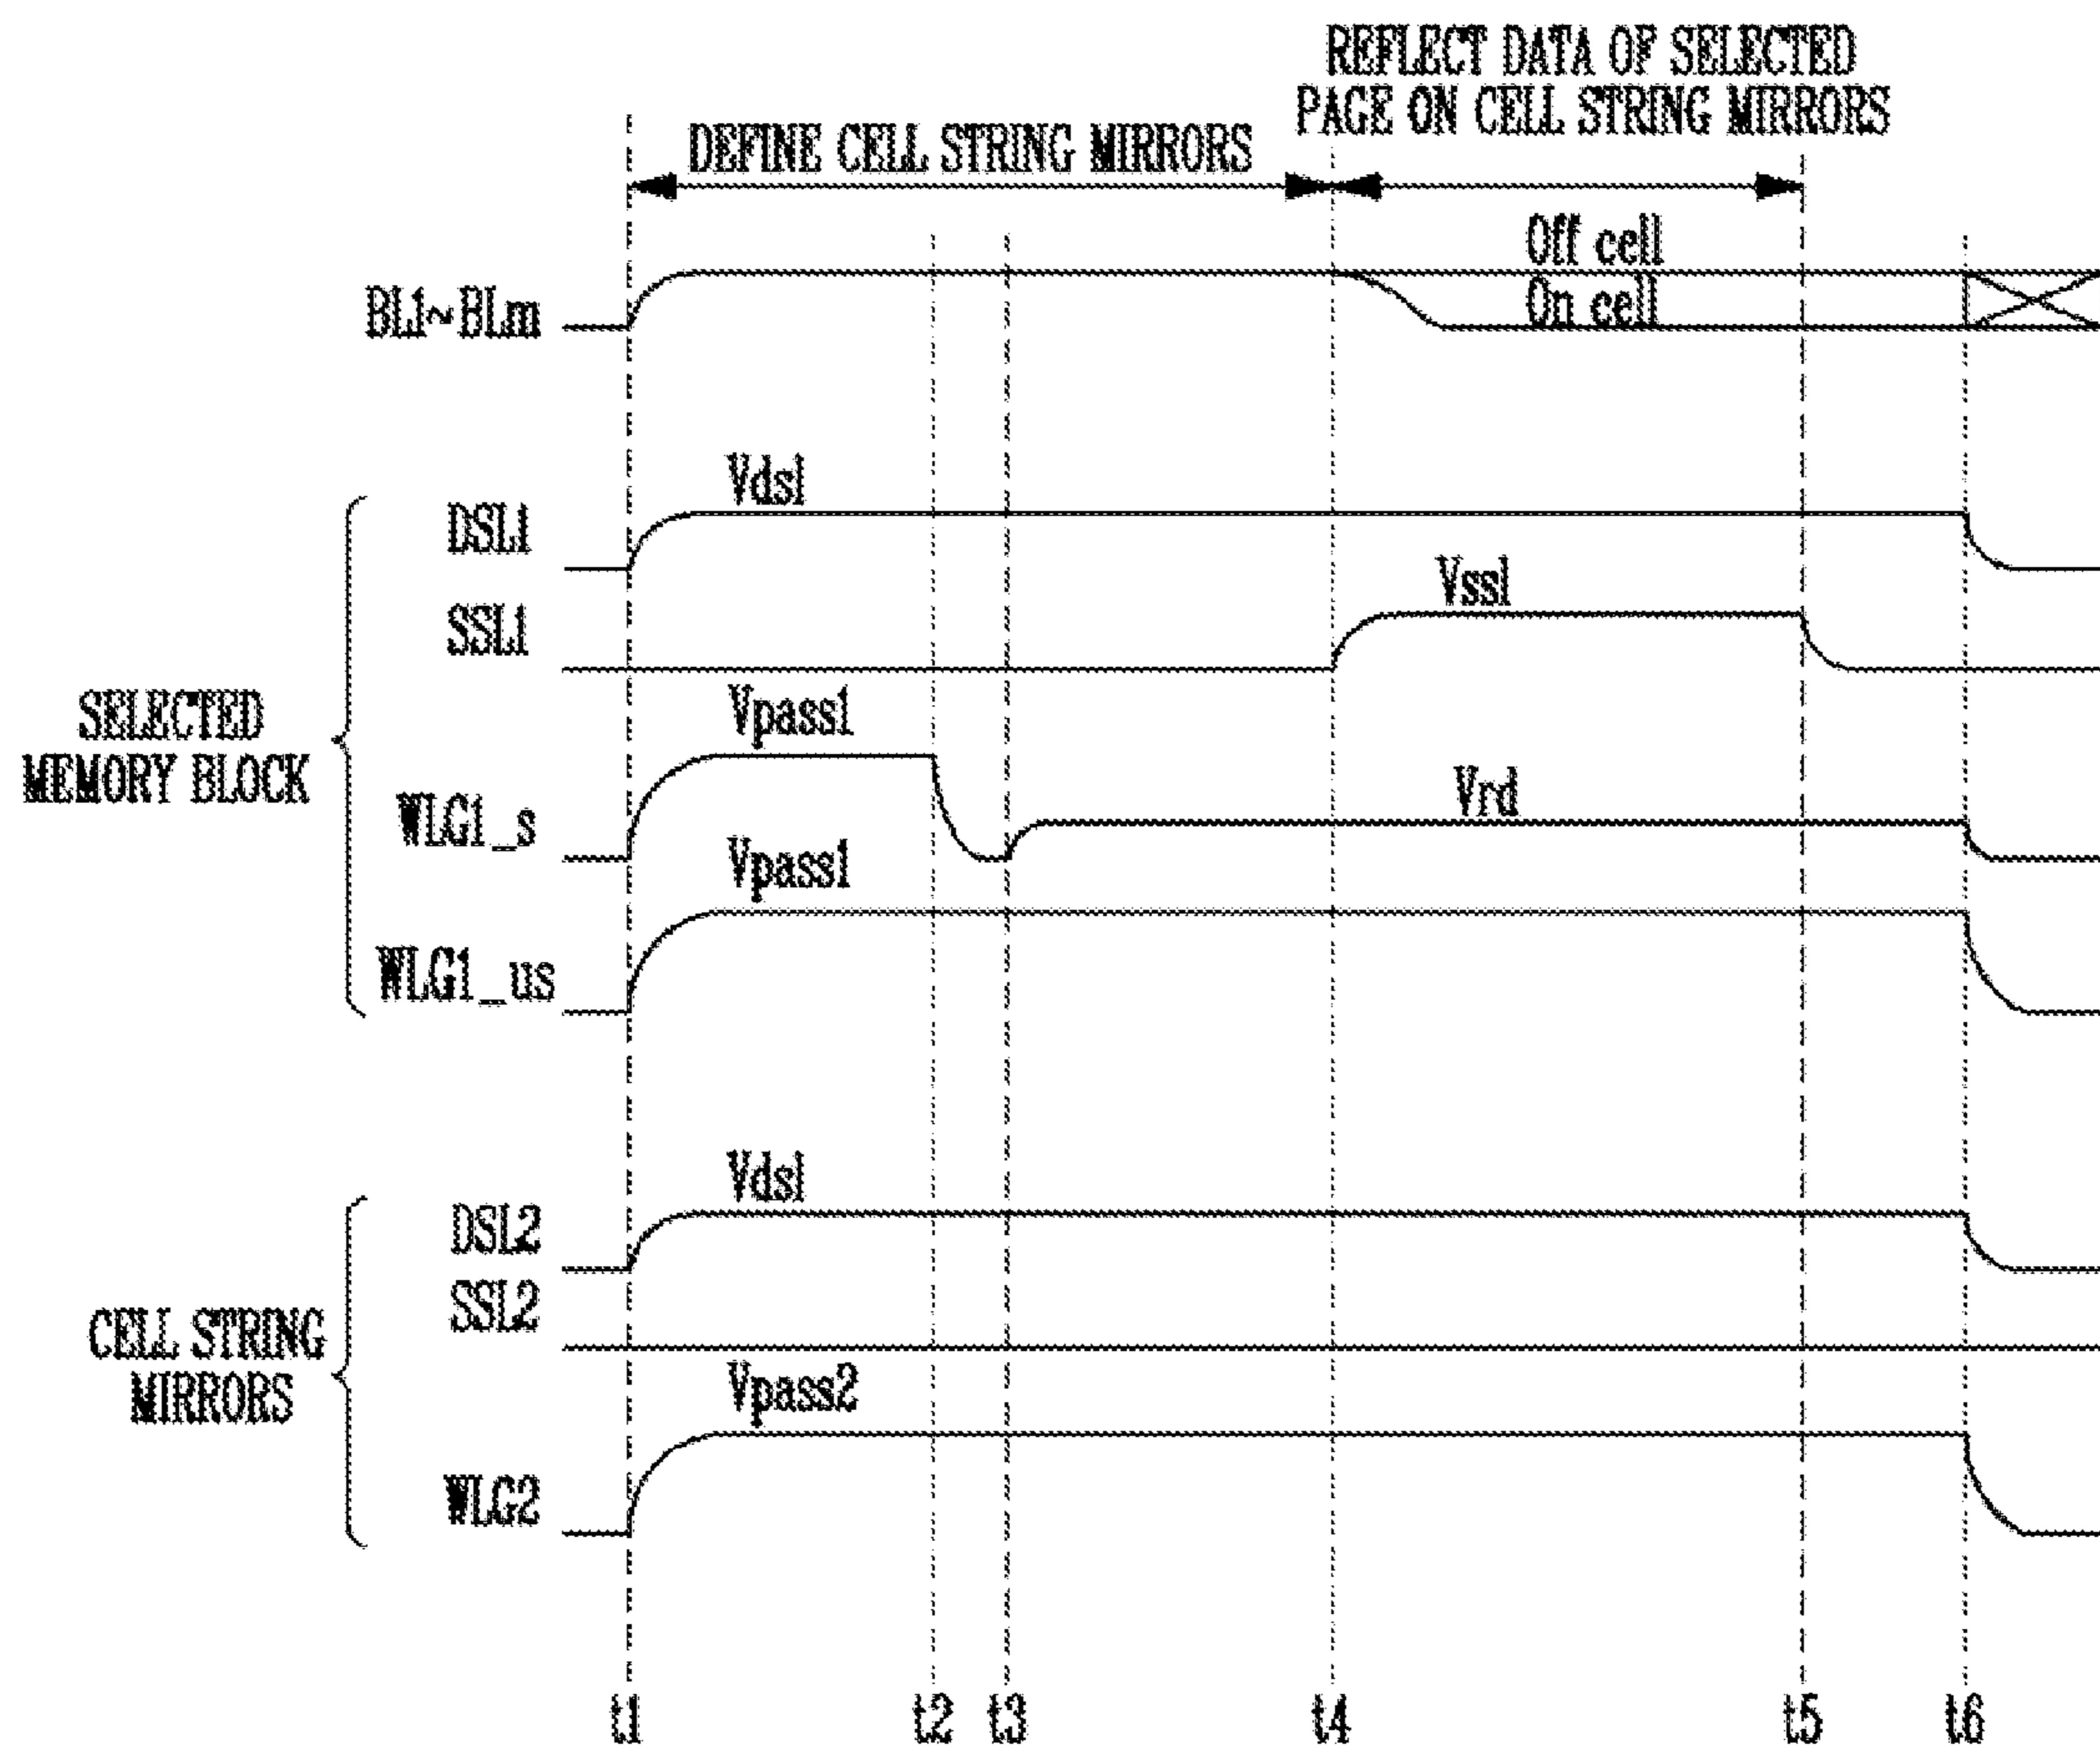 REFLECT DATA OF SELECTED
PAGE ON CELL STRING MIRRORS
DEFINE CELL STRING MIRRORS
Off cell
On cell
BL1~BLm
Vdsl
DSL1
Vssl
SSL1
Vpass1
SELECTED
MEMORY BLOCK
Vrd
WLG1_s
Vpass1
WLG1_us
Vdsl
DSL2
SSL2
CELL STRING
MIRRORS
Vpass2
WLG2
t1 t2 t3 t4 t5 t6